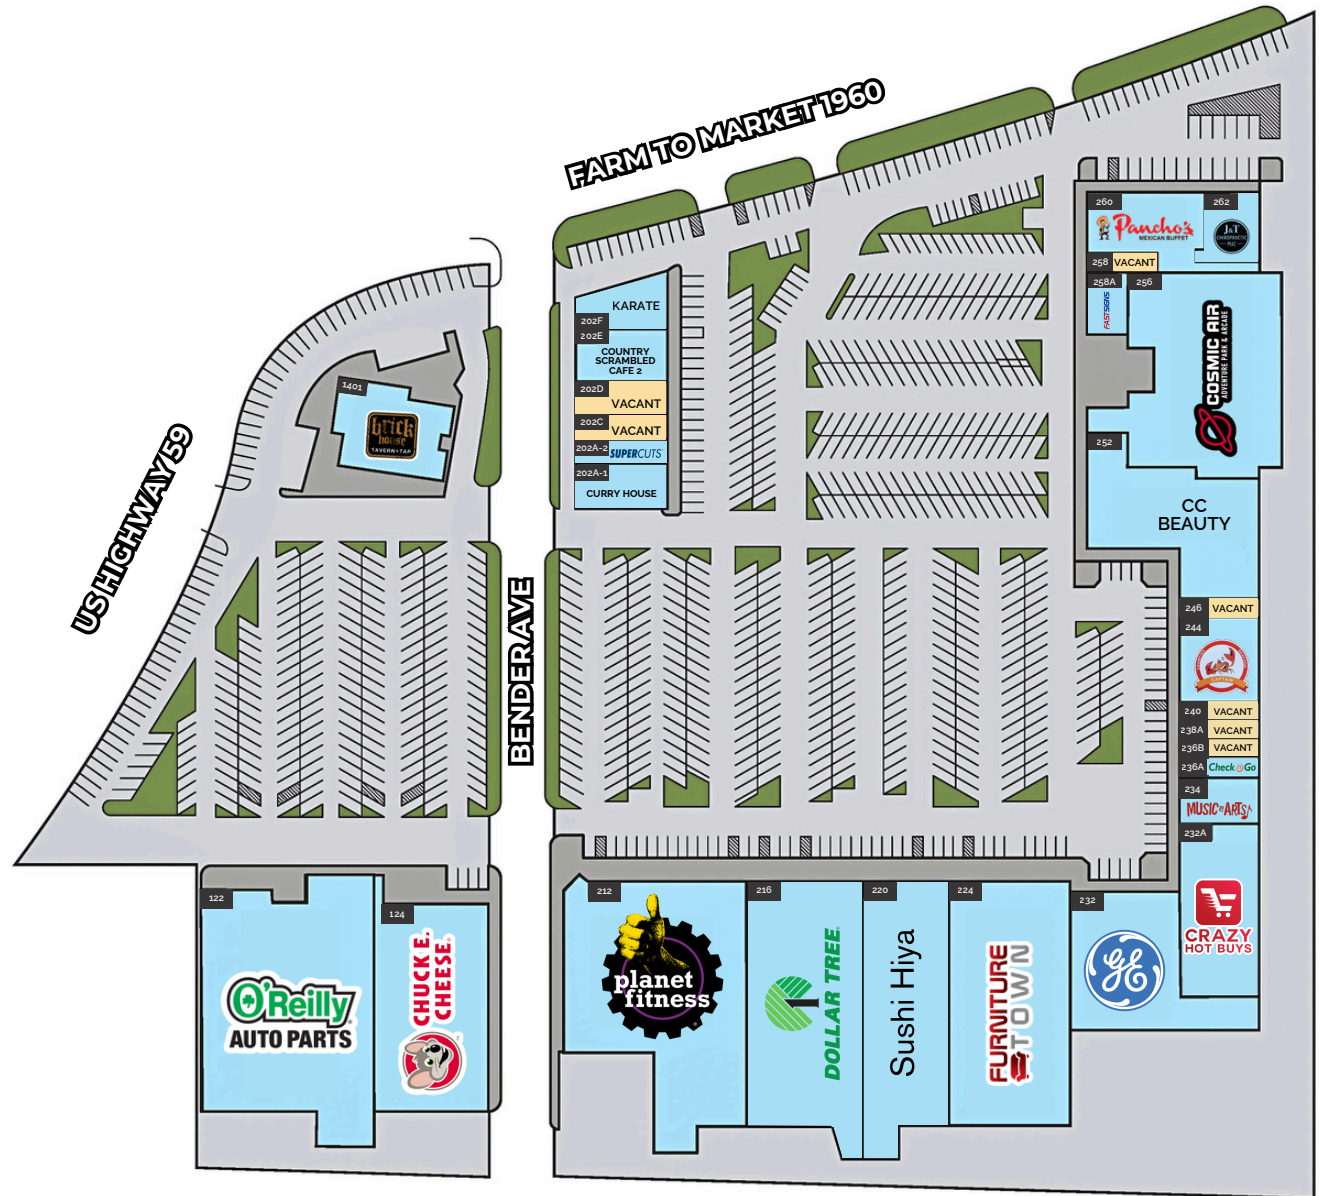 FARM TO MARKET 1960
US HIGHWAY 59
BENDER AVE
260
262
Pancho's
MEXICAN BUFFET
J&T
CHIROPRACTIC
PLLC
258
VACANT
258A
256
FASTSIGNS
COSMIC AIR
ADVENTURE PARK & ARCADE
252
CC
BEAUTY
KARATE
202F
202E
COUNTRY
SCRAMBLED
CAFE 2
202D
VACANT
202C
VACANT
202A-2
SUPERCUTS
202A-1
CURRY HOUSE
1401
brick
house
TAVERN+TAP
246
VACANT
244
CAPTAIN
240
VACANT
238A
VACANT
236B
VACANT
236A
Check 'n Go
234
MUSIC & ARTS
232A
CRAZY
HOT BUYS
122
O'Reilly
AUTO PARTS
124
CHUCK E.
CHEESE
212
planet
fitness
216
DOLLAR TREE
220
Sushi Hiya
224
FURNITURE
TOWN
232
GE